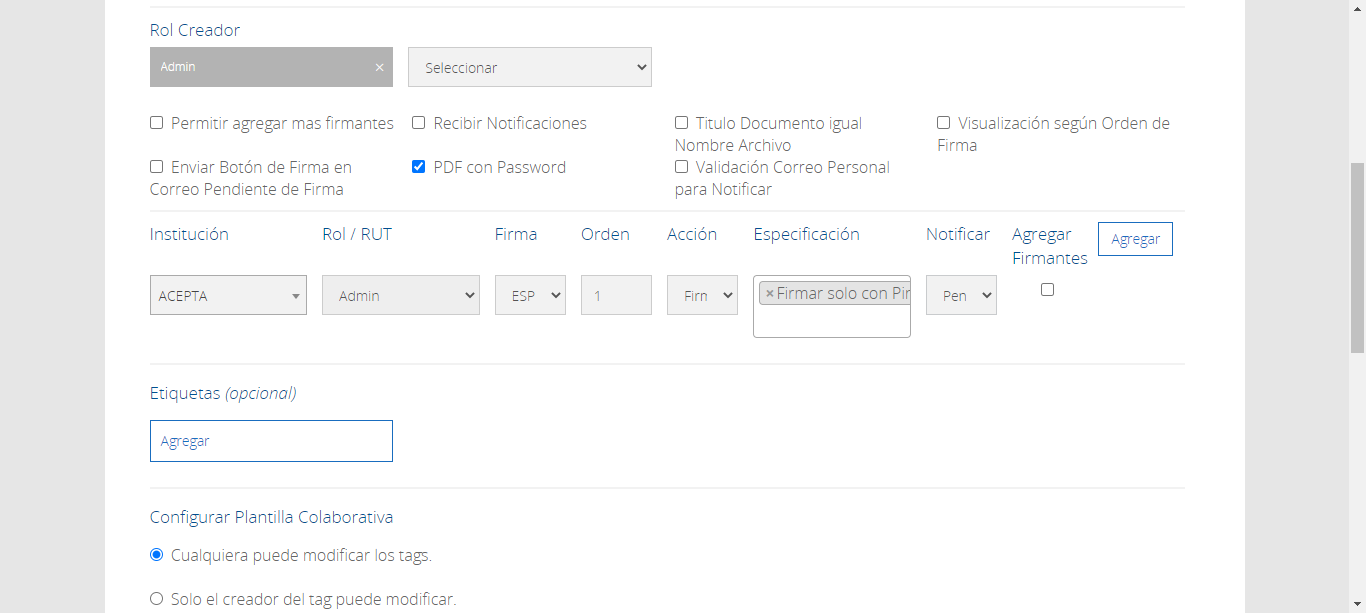 Rol Creador
Admin ×
Seleccionar
Permitir agregar mas firmantes
Recibir Notificaciones
Titulo Documento igual
Nombre Archivo
Visualización según Orden de
Firma
Enviar Botón de Firma en
Correo Pendiente de Firma
PDF con Password
Validación Correo Personal
para Notificar
Institución
Rol / RUT
Firma
Orden
Acción
Especificación
Notificar
Agregar
Firmantes
Agregar
ACEPTA
Admin
ESP
1
Firn
×Firmar solo con Pin
Pen
Etiquetas (opcional)
Agregar
Configurar Plantilla Colaborativa
Cualquiera puede modificar los tags.
Solo el creador del tag puede modificar.